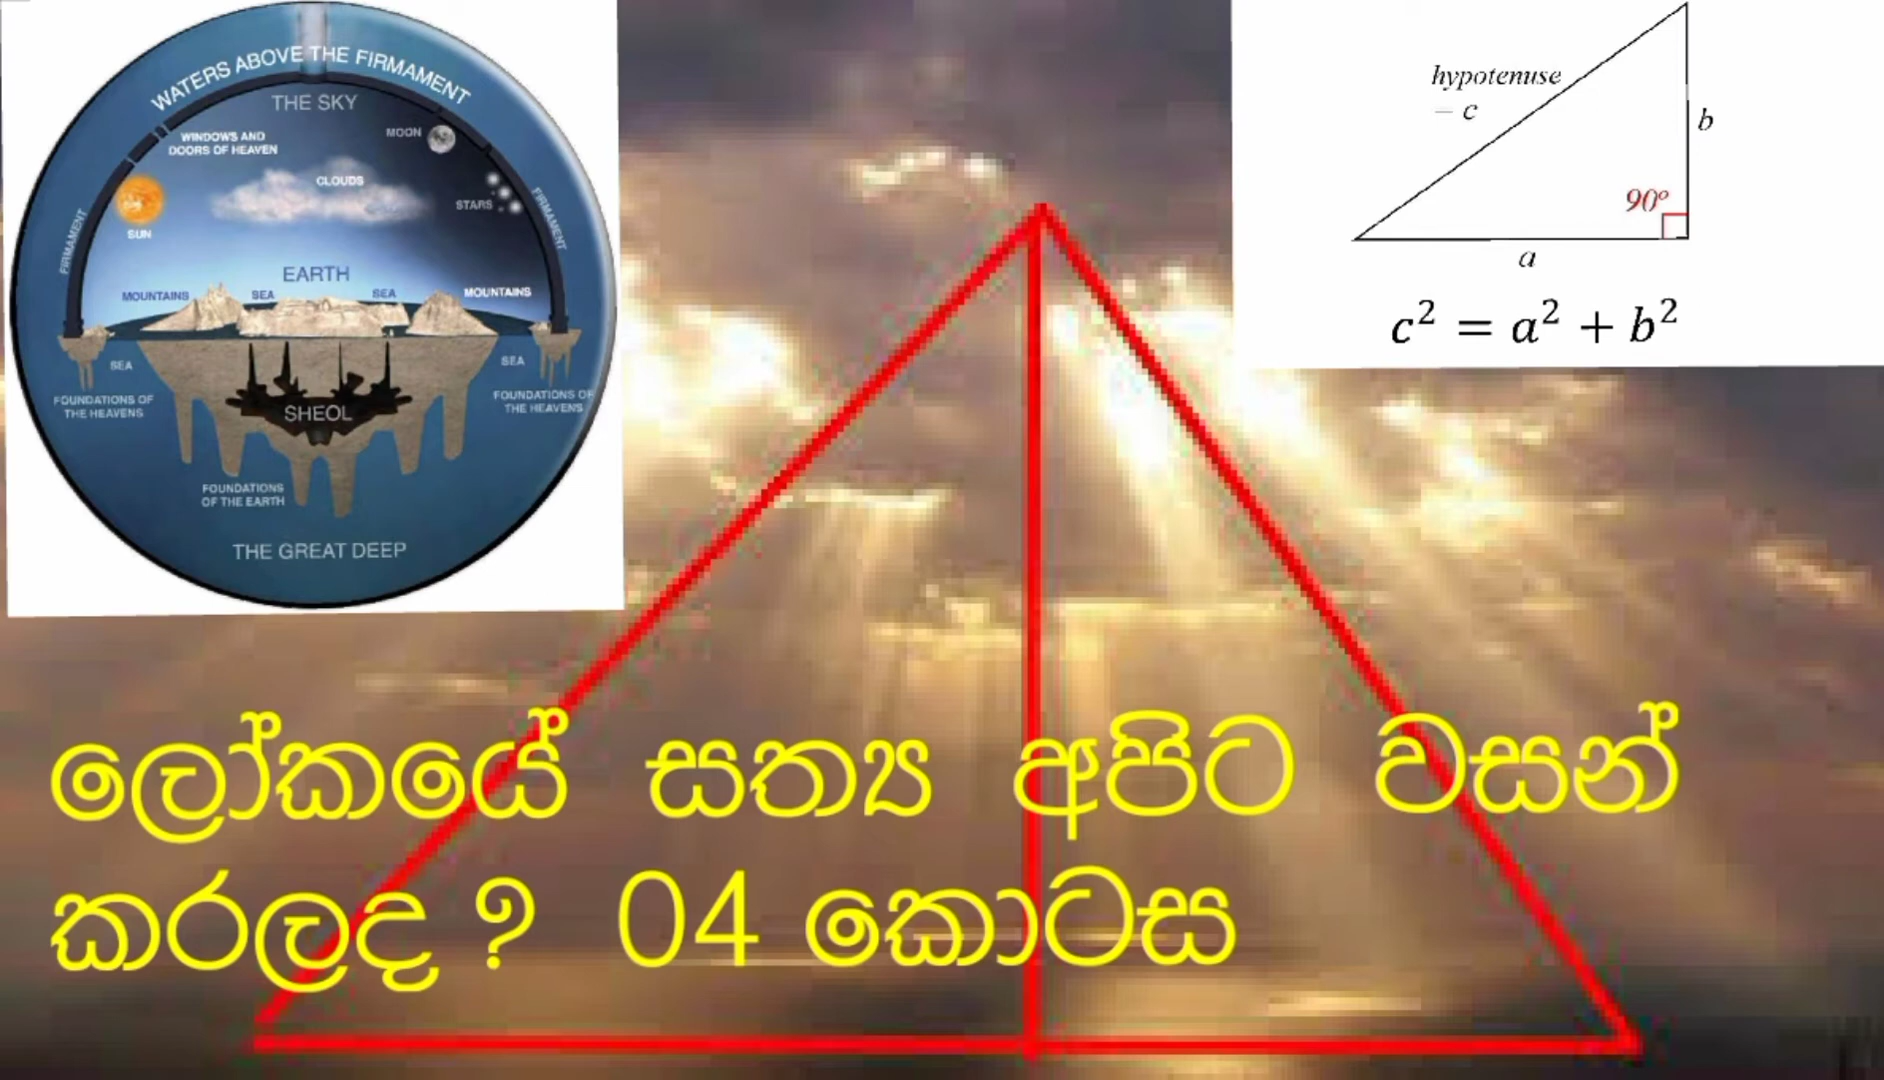 WATERS ABOVE THE FIRMAMENT
THE SKY
WINDOWS AND
DOORS OF HEAVEN
MOON
CLOUDS
STARS
SUN
FIRMAMENT
FIRMAMENT
EARTH
MOUNTAINS
SEA
SEA
MOUNTAINS
SEA
SEA
FOUNDATIONS OF
THE HEAVENS
FOUNDATIONS OF
THE HEAVENS
SHEOL
FOUNDATIONS
OF THE EARTH
THE GREAT DEEP
hypotenuse
= c
b
90°
a
c² = a² + b²
ලෝකයේ සත්‍ය අපිට වසන්
කරලද ? 04 කොටස